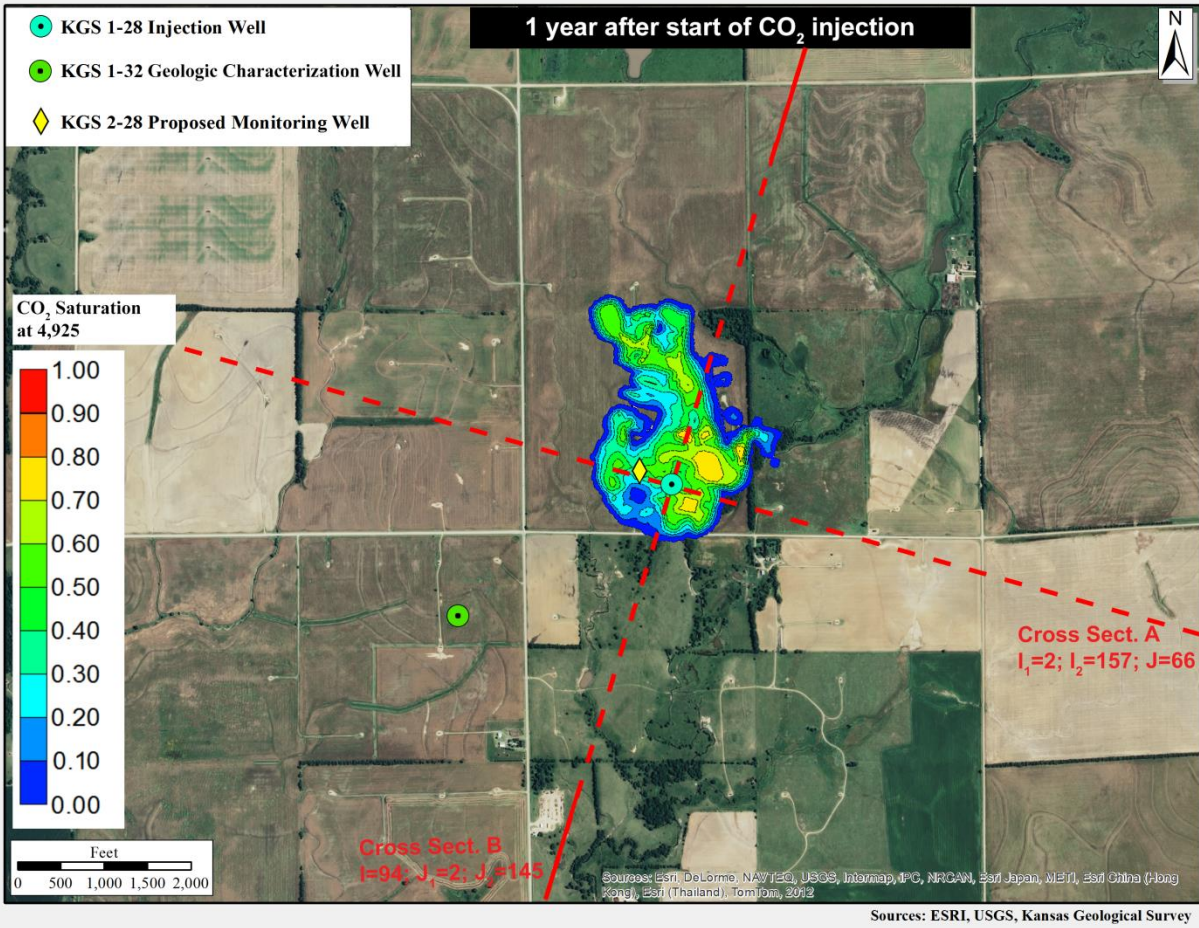 KGS 1-28 Injection Well
KGS 1-32 Geologic Characterization Well
KGS 2-28 Proposed Monitoring Well
1 year after start of CO₂ injection
N
CO₂ Saturation
at 4,925
1.00
0.90
0.80
0.70
0.60
0.50
0.40
0.30
0.20
0.10
0.00
Cross Sect. A
I₁=2; I₂=157; J=66
Cross Sect. B
I=94; J₁=2; J =145
Feet
0 500 1,000 1,500 2,000
Sources: Esri, DeLorme, NAVTEQ, USGS, Intermap, iPC, NRCAN, Esri Japan, METI, Esri China (Hong
Kong), Esri (Thailand), TomTom, 2012
Sources: ESRI, USGS, Kansas Geological Survey